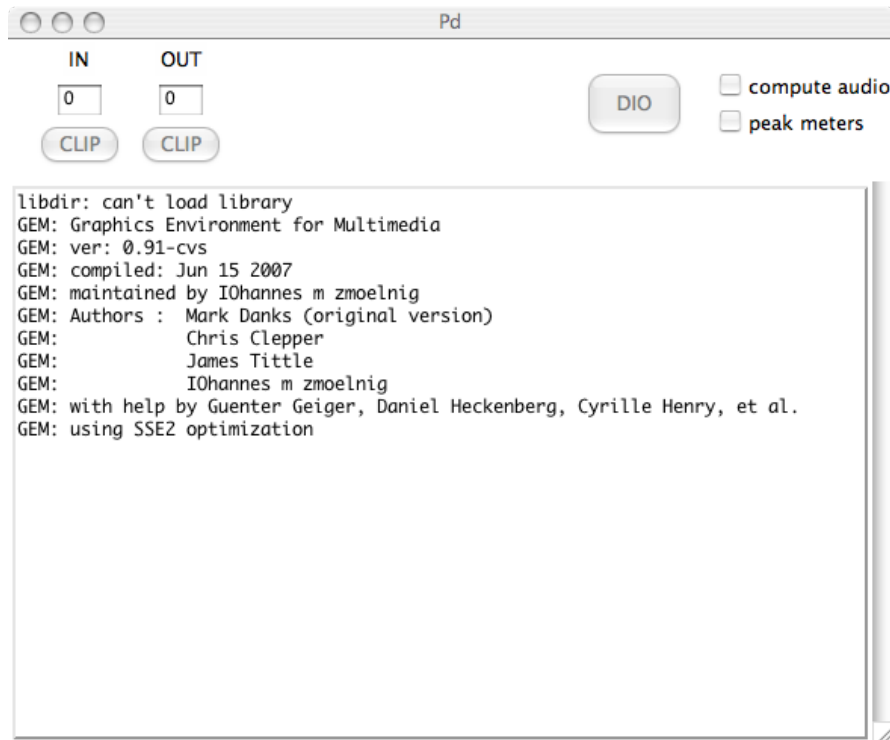 Pd
IN OUT
0 0
DIO
compute audio
peak meters
CLIP CLIP
libdir: can't load library
GEM: Graphics Environment for Multimedia
GEM: ver: 0.91-cvs
GEM: compiled: Jun 15 2007
GEM: maintained by IOhannes m zmoelnig
GEM: Authors :  Mark Danks (original version)
GEM:            Chris Clepper
GEM:            James Tittle
GEM:            IOhannes m zmoelnig
GEM: with help by Guenter Geiger, Daniel Heckenberg, Cyrille Henry, et al.
GEM: using SSE2 optimization